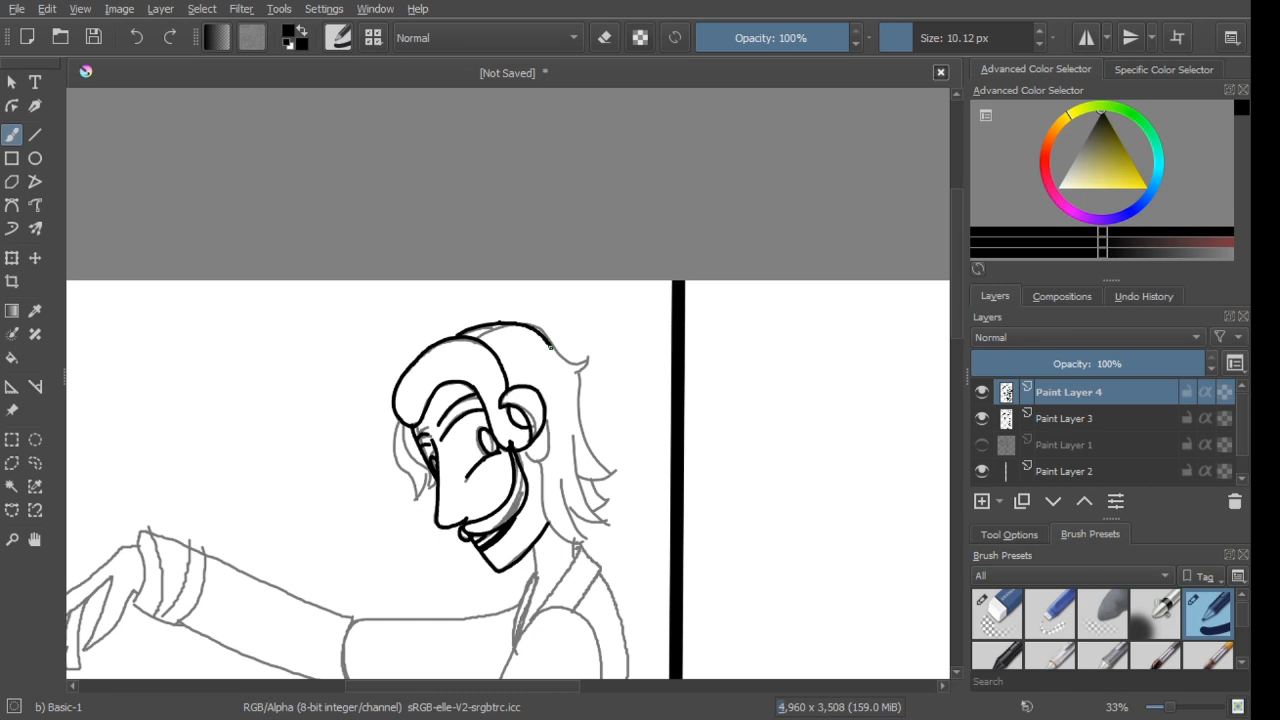 File Edit View Image Layer Select Filter Tools Settings Window Help
Normal Opacity: 100% Size: 10.12 px
[Not Saved] *
Advanced Color Selector Specific Color Selector
Advanced Color Selector
Layers Compositions Undo History
Layers
Normal
Opacity: 100%
Paint Layer 4
Paint Layer 3
Paint Layer 1
Paint Layer 2
Tool Options Brush Presets
Brush Presets
All Tag
Search
b) Basic-1 RGB/Alpha (8-bit integer/channel) sRGB-elle-V2-srgbtrc.icc 4,960 x 3,508 (159.0 MiB) 33%